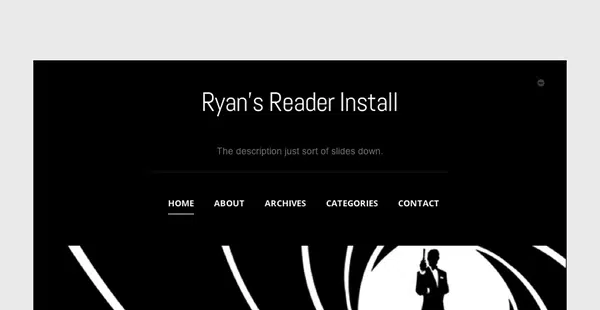 Ryan's Reader Install
The description just sort of slides down.
HOME ABOUT ARCHIVES CATEGORIES CONTACT